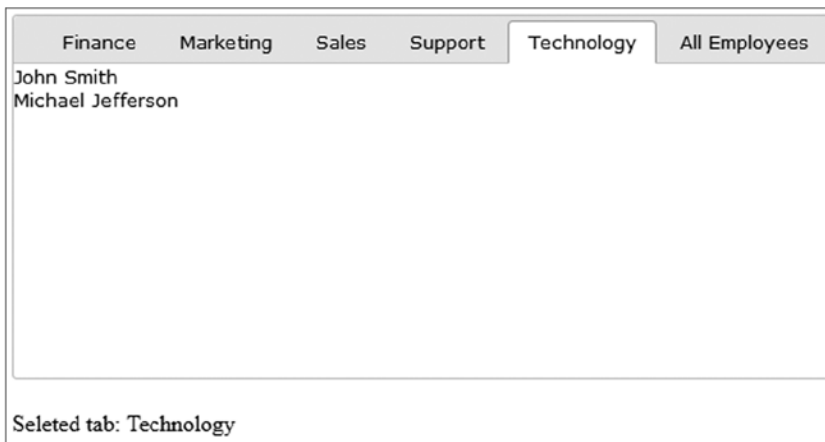 Finance Marketing Sales Support Technology All Employees
John Smith
Michael Jefferson
Seleted tab: Technology